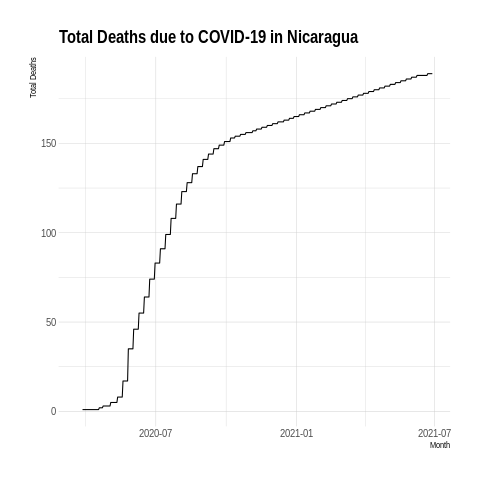 Total Deaths due to COVID-19 in Nicaragua
Total Deaths
150
100
50
0
2020-07
2021-01
2021-07
Month